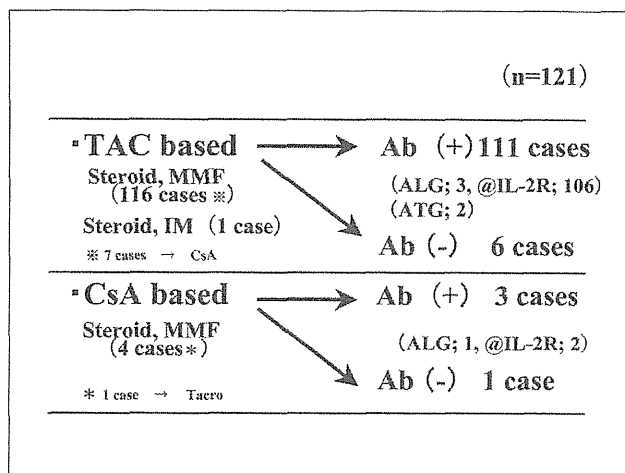 (n=121)
・TAC based → Ab (+) 111 cases
Steroid, MMF
(116 cases ※)
(ALG; 3, @IL-2R; 106)
(ATG; 2)
Steroid, IM (1 case)
Ab (-) 6 cases
※ 7 cases → CsA
・CsA based → Ab (+) 3 cases
Steroid, MMF
(4 cases*)
(ALG; 1, @IL-2R; 2)
Ab (-) 1 case
* 1 case → Tacro